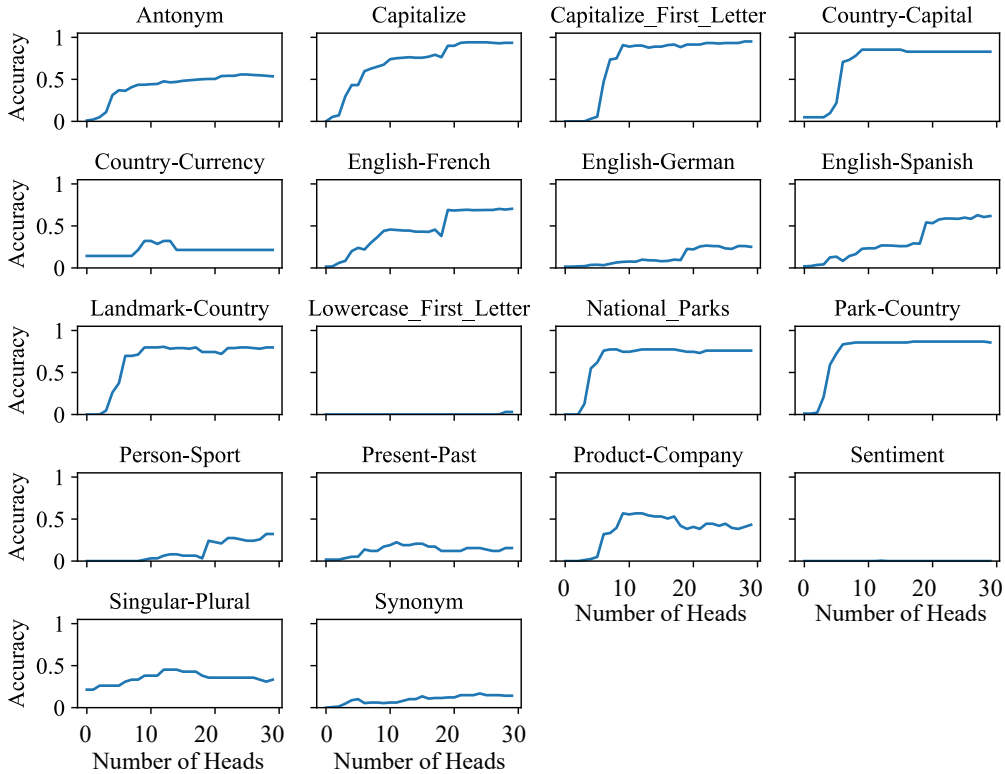 Antonym Capitalize Capitalize_First_Letter Country-Capital
Accuracy
1
0.5
0
Country-Currency English-French English-German English-Spanish
Accuracy
1
0.5
0
Landmark-Country Lowercase_First_Letter National_Parks Park-Country
Accuracy
1
0.5
0
Person-Sport Present-Past Product-Company Sentiment
Accuracy
1
0.5
0
0 10 20 30 0 10 20 30
Number of Heads Number of Heads
Singular-Plural Synonym
Accuracy
1
0.5
0
0 10 20 30 0 10 20 30
Number of Heads Number of Heads